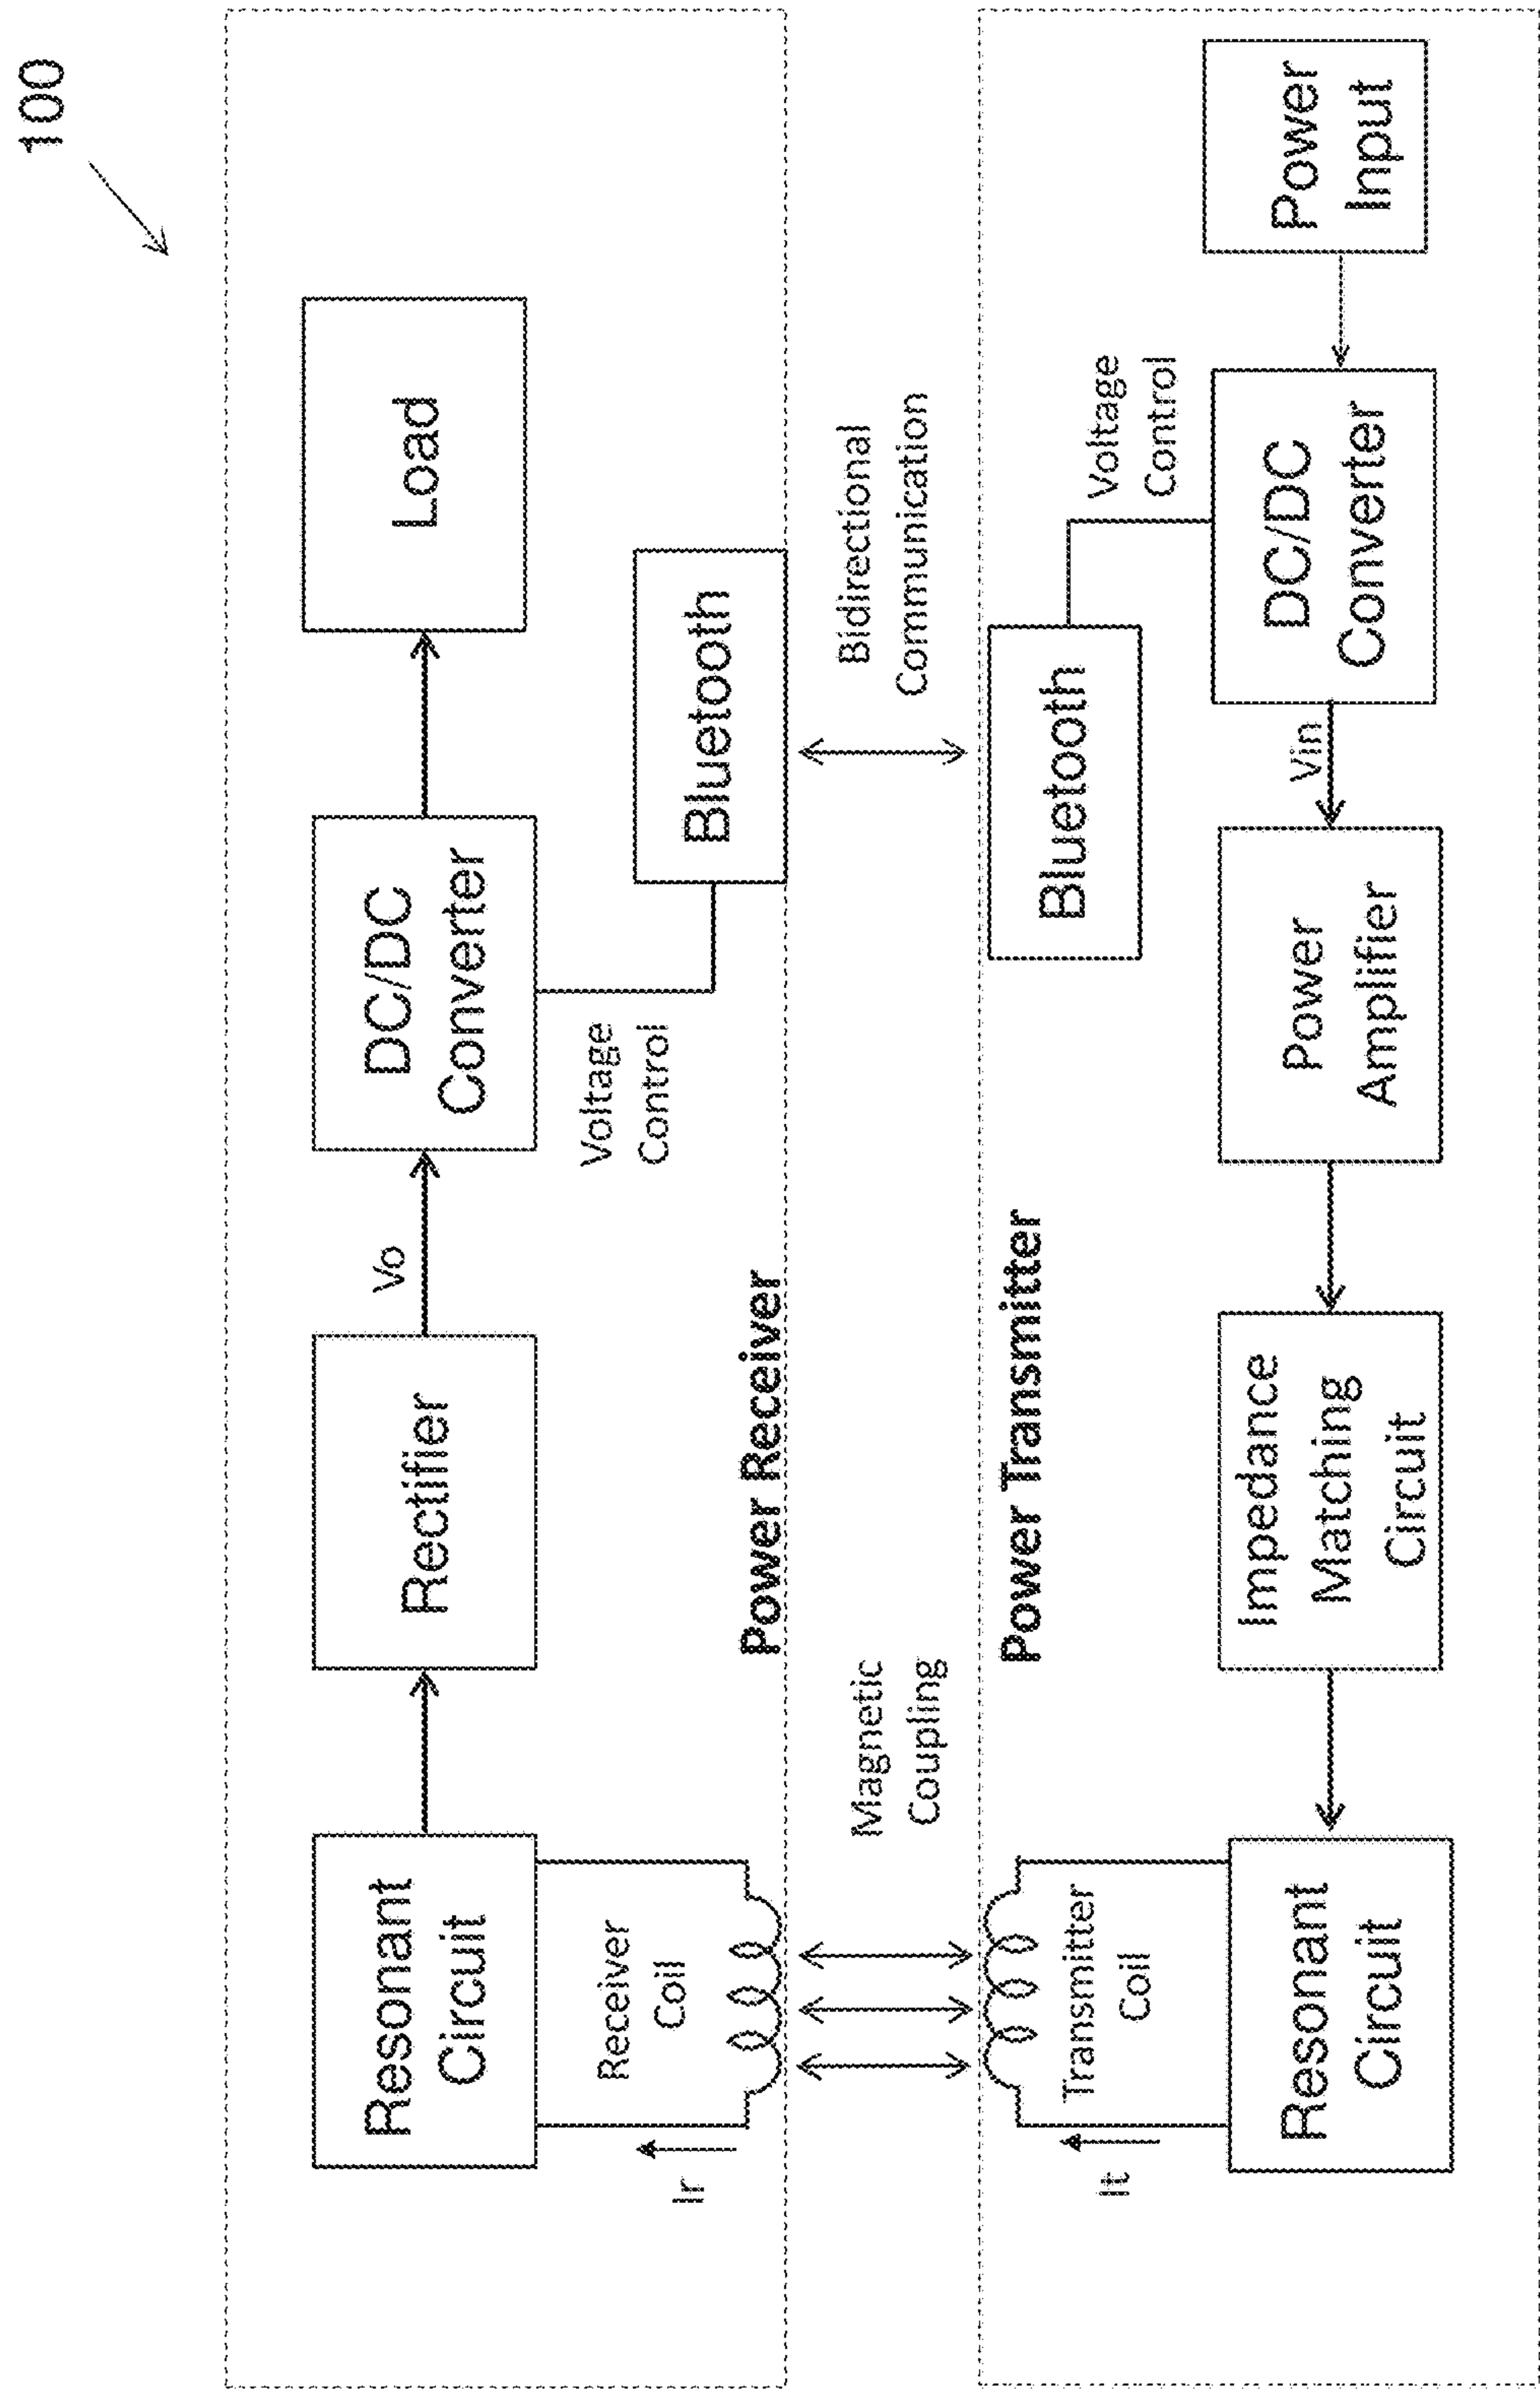 100
Resonant
Circuit
Rectifier
Vo
DC/DC
Converter
Load
Receiver
Coil
Voltage
Control
Bluetooth
Ir
Power Receiver
Magnetic
Coupling
Bidirectional
Communication
Power Transmitter
Bluetooth
It
Transmitter
Coil
Voltage
Control
Resonant
Circuit
Impedance
Matching
Circuit
Power
Amplifier
Vin
DC/DC
Converter
Power
Input